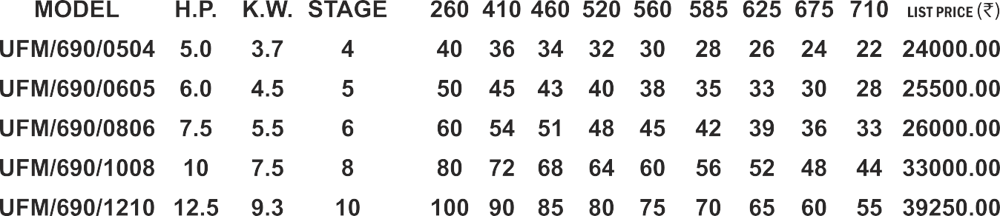 MODEL H.P. K.W. STAGE 260 410 460 520 560 585 625 675 710 LIST PRICE (₹)
UFM/690/0504 5.0 3.7 4 40 36 34 32 30 28 26 24 22 24000.00
UFM/690/0605 6.0 4.5 5 50 45 43 40 38 35 33 30 28 25500.00
UFM/690/0806 7.5 5.5 6 60 54 51 48 45 42 39 36 33 26000.00
UFM/690/1008 10 7.5 8 80 72 68 64 60 56 52 48 44 33000.00
UFM/690/1210 12.5 9.3 10 100 90 85 80 75 70 65 60 55 39250.00